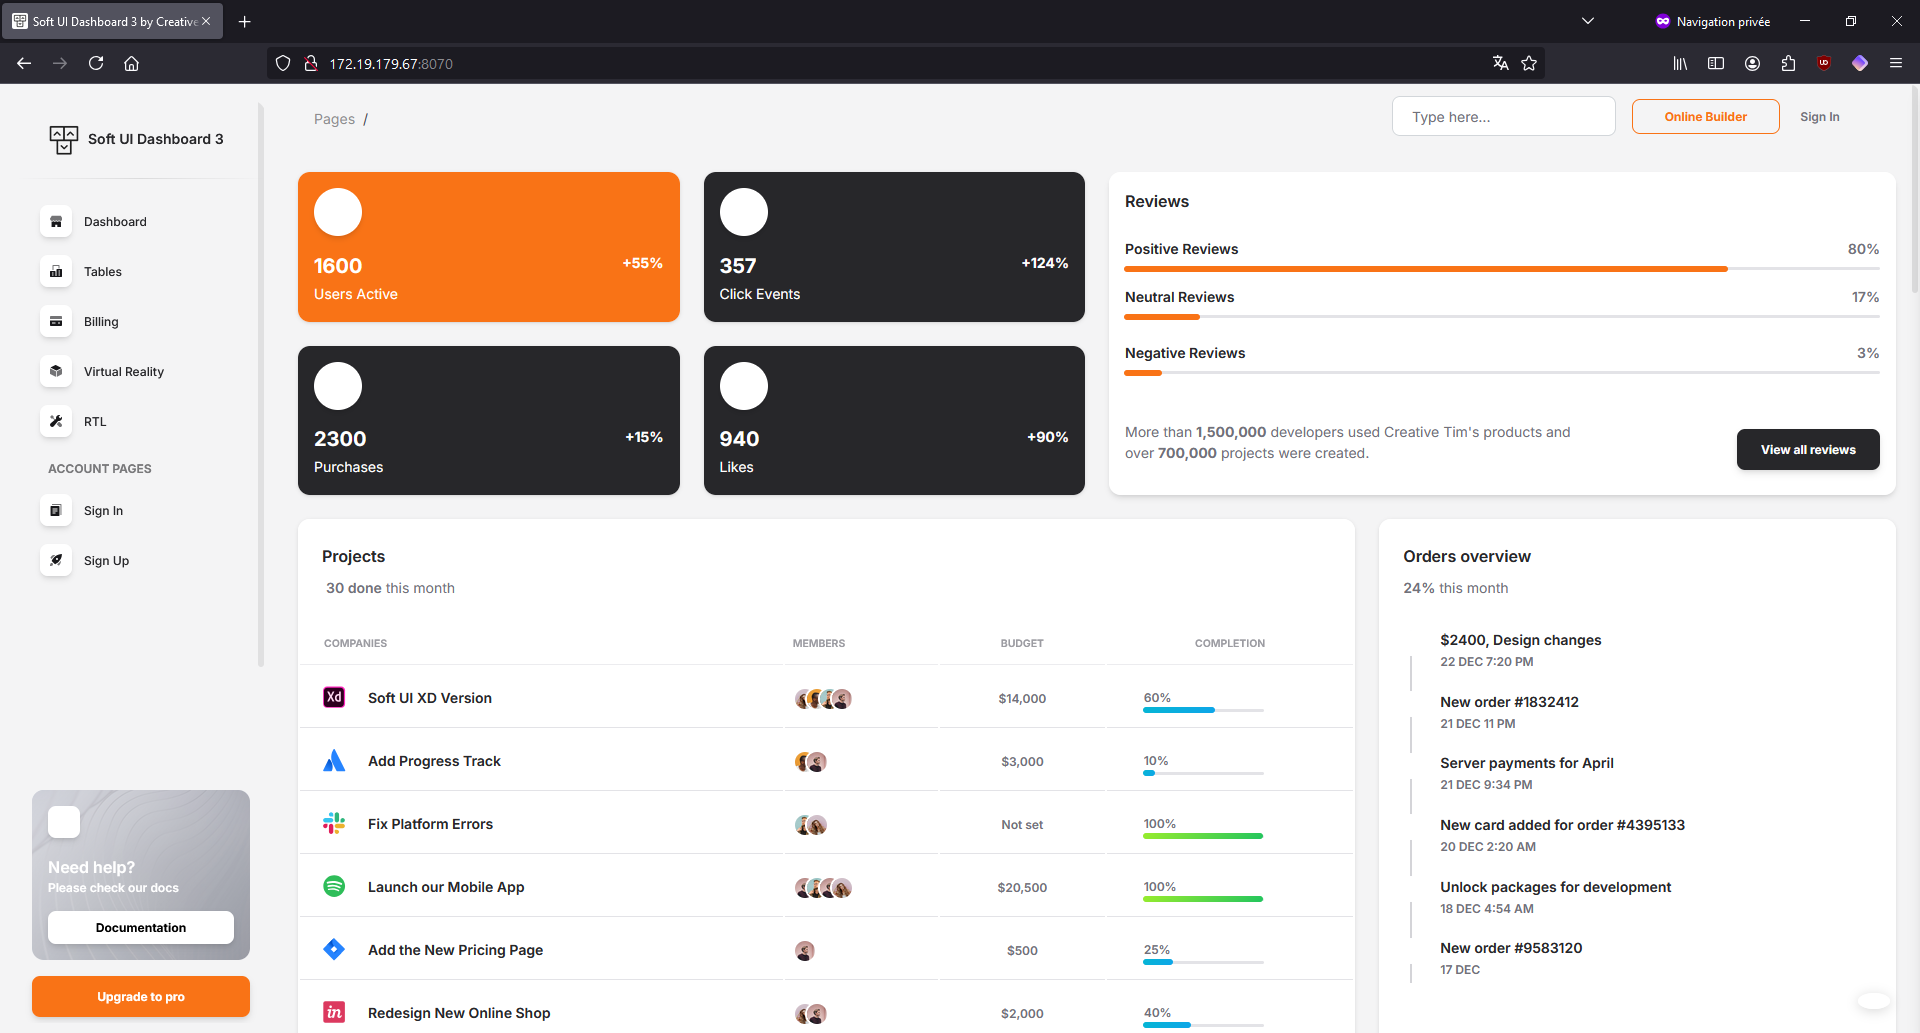 Soft UI Dashboard 3 by Creative
Navigation privée
172.19.179.67:8070
Soft UI Dashboard 3
Dashboard
Tables
Billing
Virtual Reality
RTL
ACCOUNT PAGES
Sign In
Sign Up
Need help?
Please check our docs
Documentation
Upgrade to pro
Pages /
Type here...
Online Builder
Sign In
1600 +55%
Users Active
357 +124%
Click Events
2300 +15%
Purchases
940 +90%
Likes
Reviews
Positive Reviews 80%
Neutral Reviews 17%
Negative Reviews 3%
More than 1,500,000 developers used Creative Tim's products and
over 700,000 projects were created.
View all reviews
Projects
30 done this month
COMPANIES MEMBERS BUDGET COMPLETION
Xd Soft UI XD Version $14,000 60%
Add Progress Track $3,000 10%
Fix Platform Errors Not set 100%
Launch our Mobile App $20,500 100%
Add the New Pricing Page $500 25%
in Redesign New Online Shop $2,000 40%
Orders overview
24% this month
$2400, Design changes
22 DEC 7:20 PM
New order #1832412
21 DEC 11 PM
Server payments for April
21 DEC 9:34 PM
New card added for order #4395133
20 DEC 2:20 AM
Unlock packages for development
18 DEC 4:54 AM
New order #9583120
17 DEC